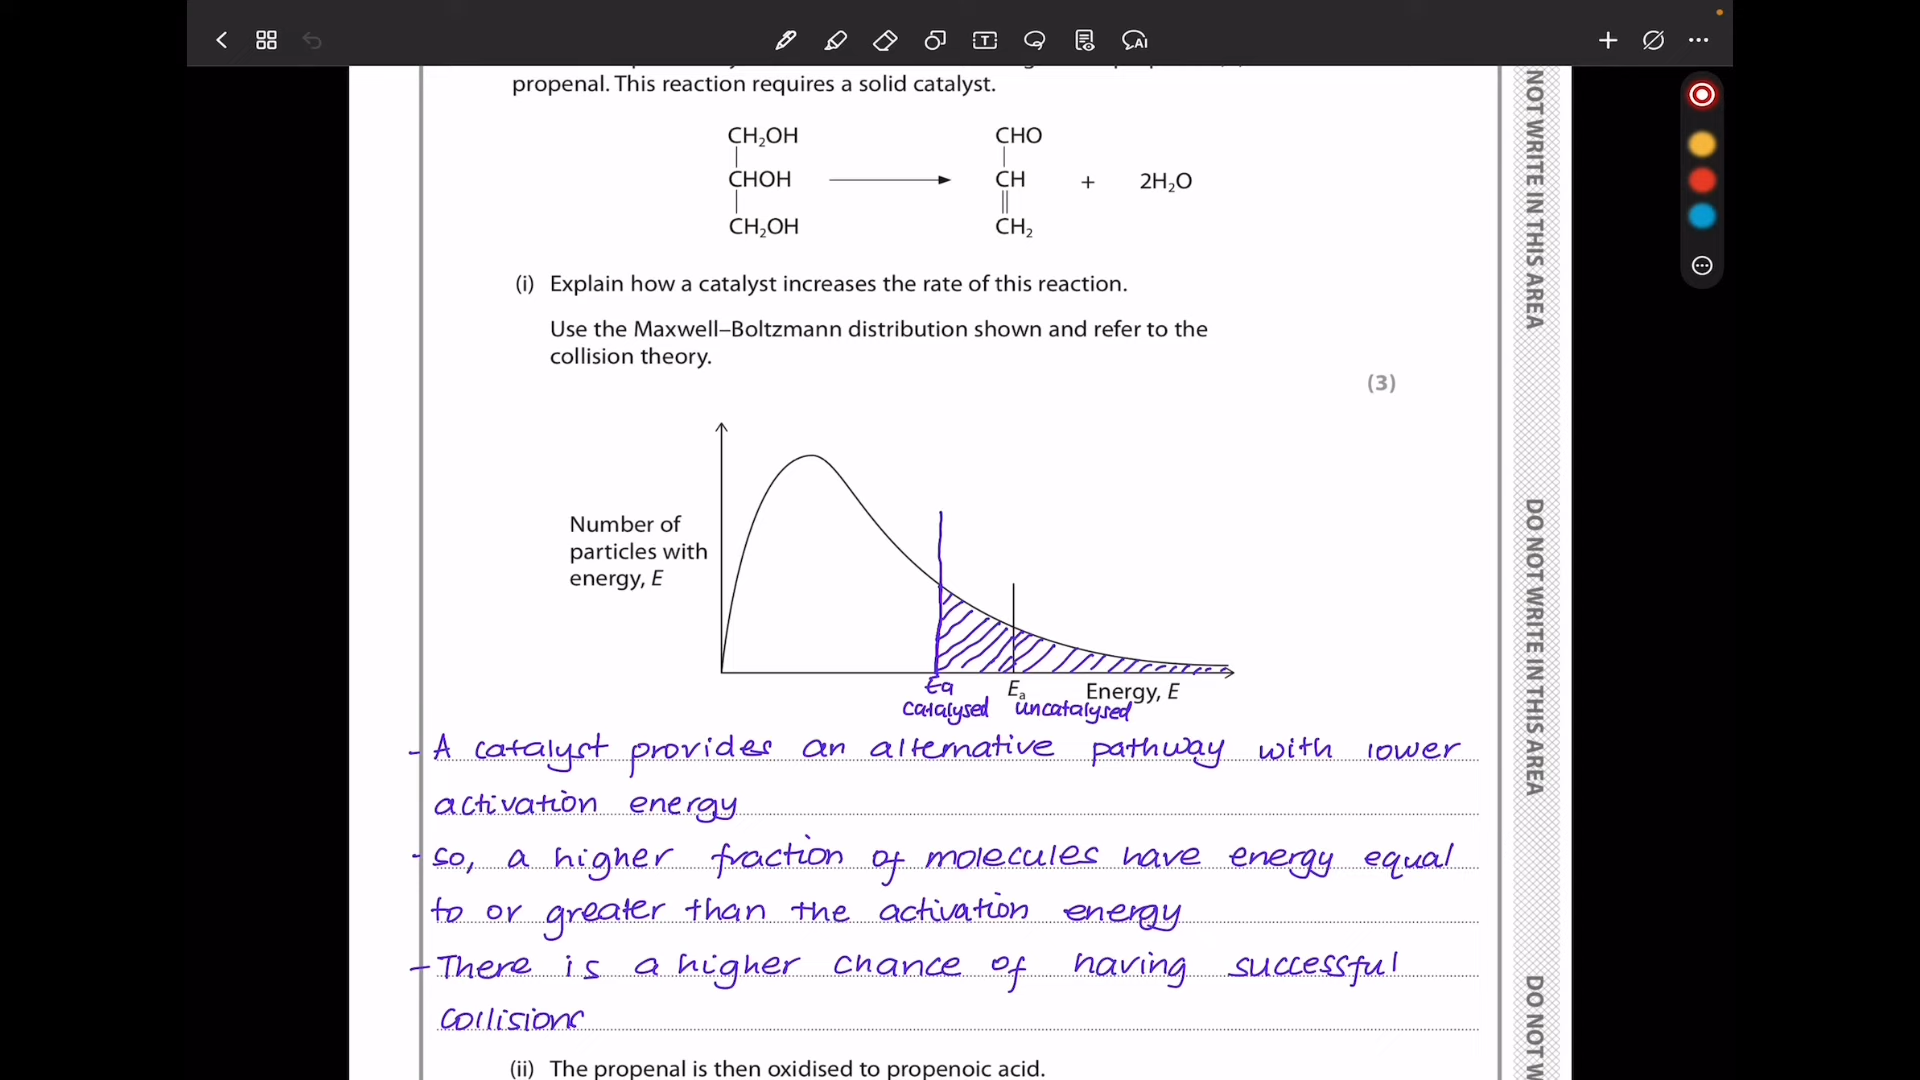 AI
propenal. This reaction requires a solid catalyst.
CH₂OH
CHOH
CH₂OH
CHO
CH
CH₂
+ 2H₂O
(i) Explain how a catalyst increases the rate of this reaction.
Use the Maxwell–Boltzmann distribution shown and refer to the
collision theory.
(3)
Number of
particles with
energy, E
Ea
catalysed
Eₐ
uncatalysed
Energy, E
- A catalyst provides an alternative pathway with lower
activation energy
- so, a higher fraction of molecules have energy equal
to or greater than the activation energy
- There is a higher chance of having successful
collisions
(ii) The propenal is then oxidised to propenoic acid.
NOT WRITE IN THIS AREA
DO NOT WRITE IN THIS AREA
DO NOT W